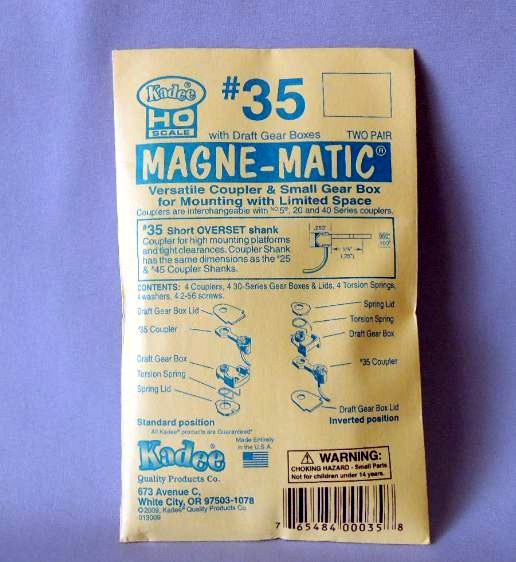 Kadee
HO
SCALE
#35
with Draft Gear Boxes TWO PAIR
MAGNE-MATIC®
Versatile Coupler & Small Gear Box
for Mounting with Limited Space
Couplers are interchangeable with NO.5®, 20 and 40 Series couplers.
#35 Short OVERSET shank
Coupler for high mounting platforms
and tight clearances. Coupler Shank
has the same dimensions as the #25
& #45 Coupler Shanks.
CONTENTS: 4 Couplers, 4 30-Series Gear Boxes & Lids, 4 Torsion Springs,
4 washers, 4 2-56 screws.
Draft Gear Box Lid
#35 Coupler
Draft Gear Box
Torsion Spring
Spring Lid
Standard position
Spring Lid
Torsion Spring
Draft Gear Box
#35 Coupler
Draft Gear Box Lid
Inverted position
All Kadee® products are Guaranteed*
Kadee
®
Quality Products Co.
Made Entirely
in the U.S.A.
673 Avenue C,
White City, OR 97503-1078
©2009, Kadee® Quality Products Co.
013009
WARNING:
CHOKING HAZARD - Small Parts
Not for children under 14 years.
7 65484 00035 8